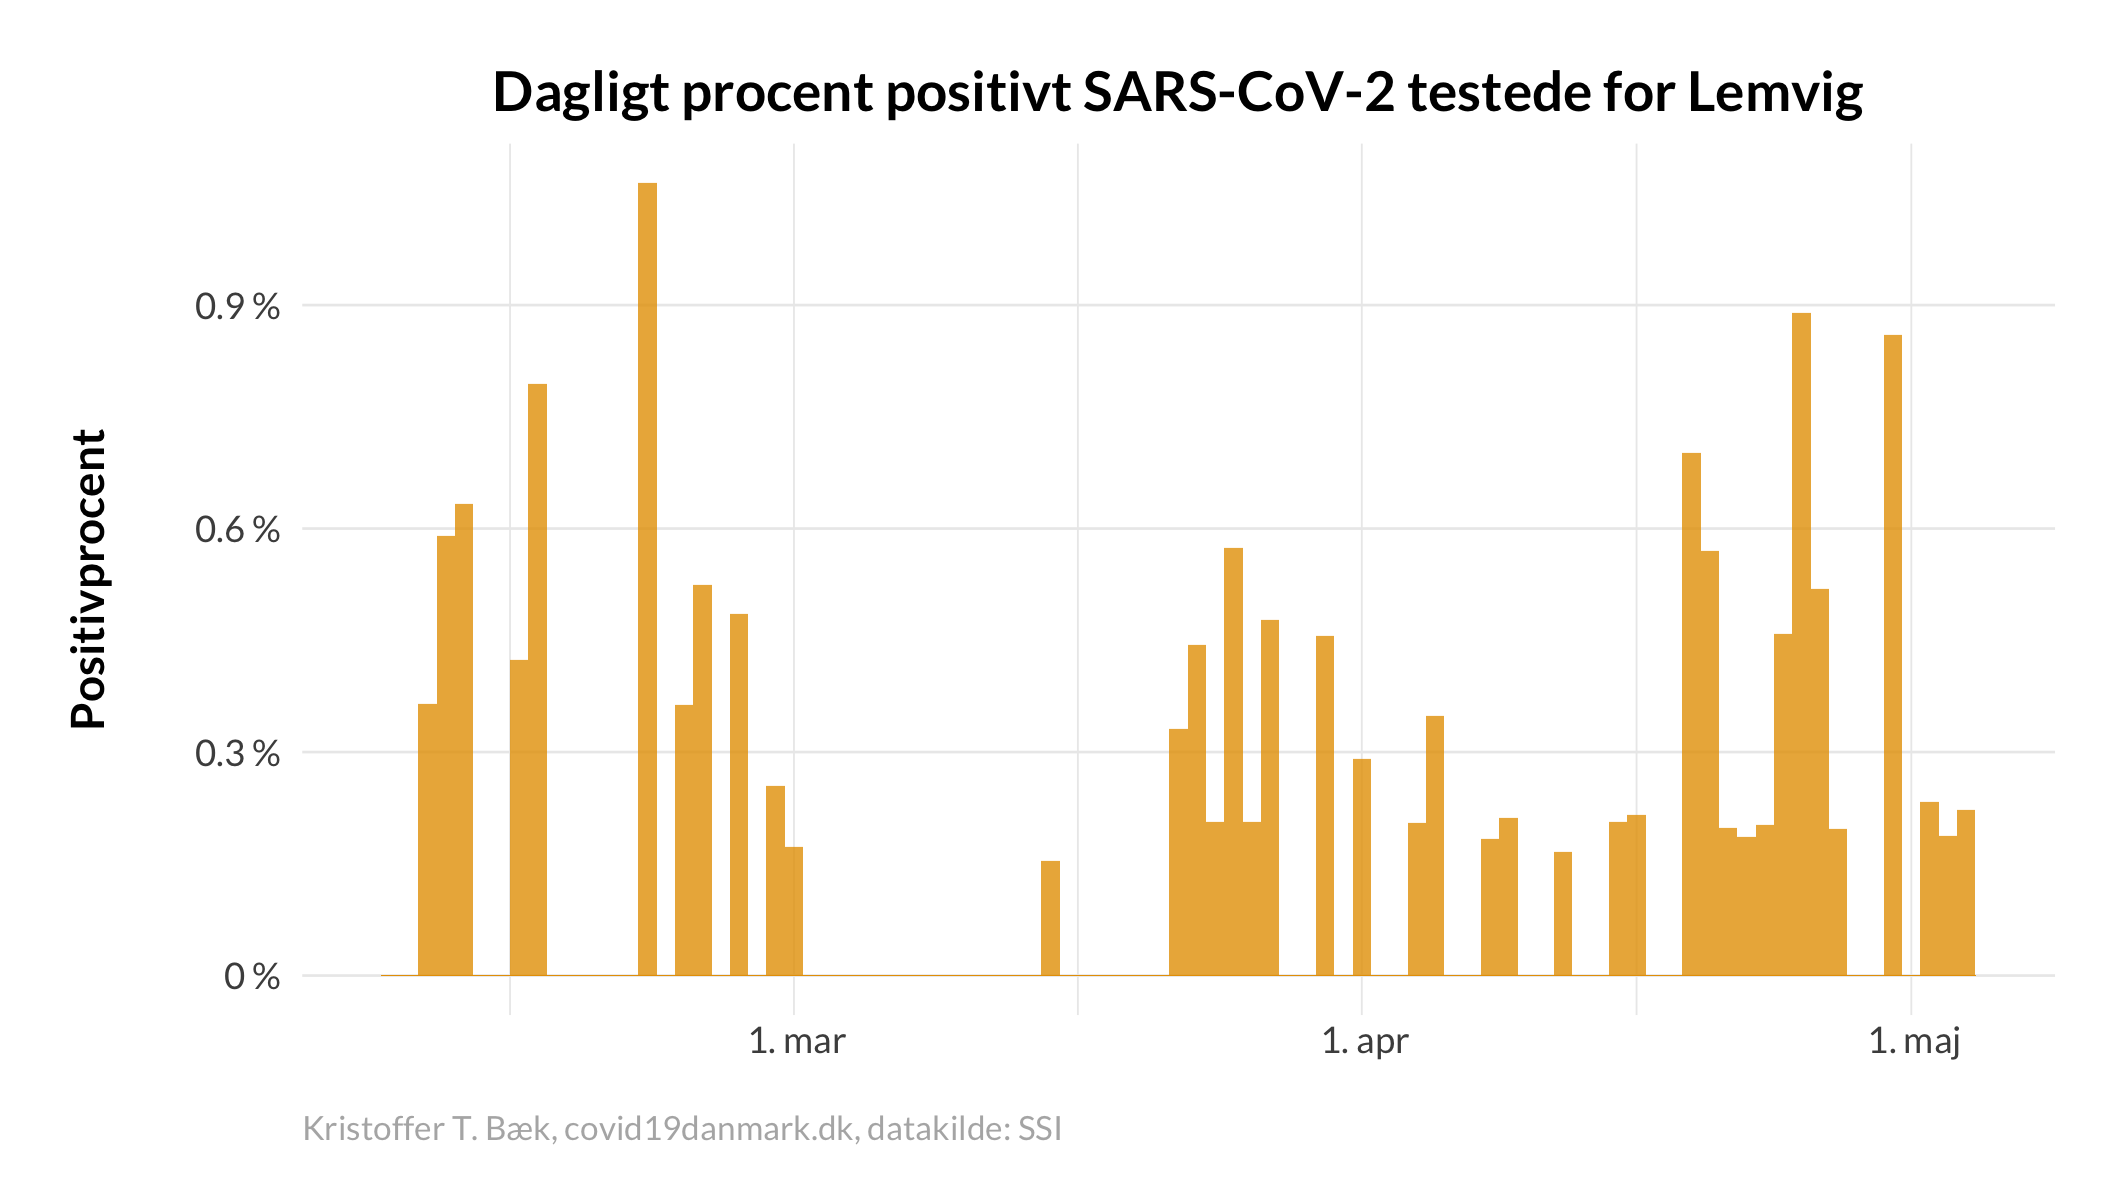 Dagligt procent positivt SARS-CoV-2 testede for Lemvig
Positivprocent
0.9 %
0.6 %
0.3 %
0 %
1. mar
1. apr
1. maj
Kristoffer T. Bæk, covid19danmark.dk, datakilde: SSI